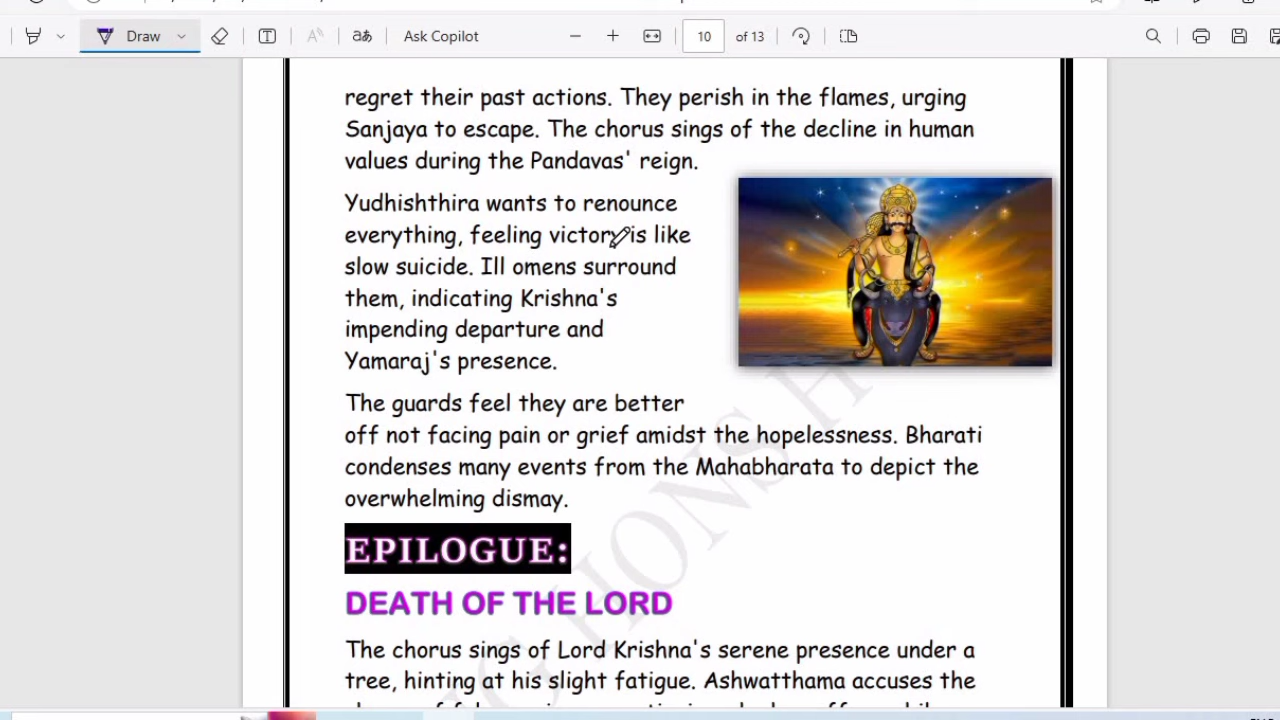 Draw
Ask Copilot
10 of 13
regret their past actions. They perish in the flames, urging
Sanjaya to escape. The chorus sings of the decline in human
values during the Pandavas' reign.
Yudhishthira wants to renounce
everything, feeling victory is like
slow suicide. Ill omens surround
them, indicating Krishna's
impending departure and
Yamaraj's presence.
The guards feel they are better
off not facing pain or grief amidst the hopelessness. Bharati
condenses many events from the Mahabharata to depict the
overwhelming dismay.
EPILOGUE:
DEATH OF THE LORD
The chorus sings of Lord Krishna's serene presence under a
tree, hinting at his slight fatigue. Ashwatthama accuses the